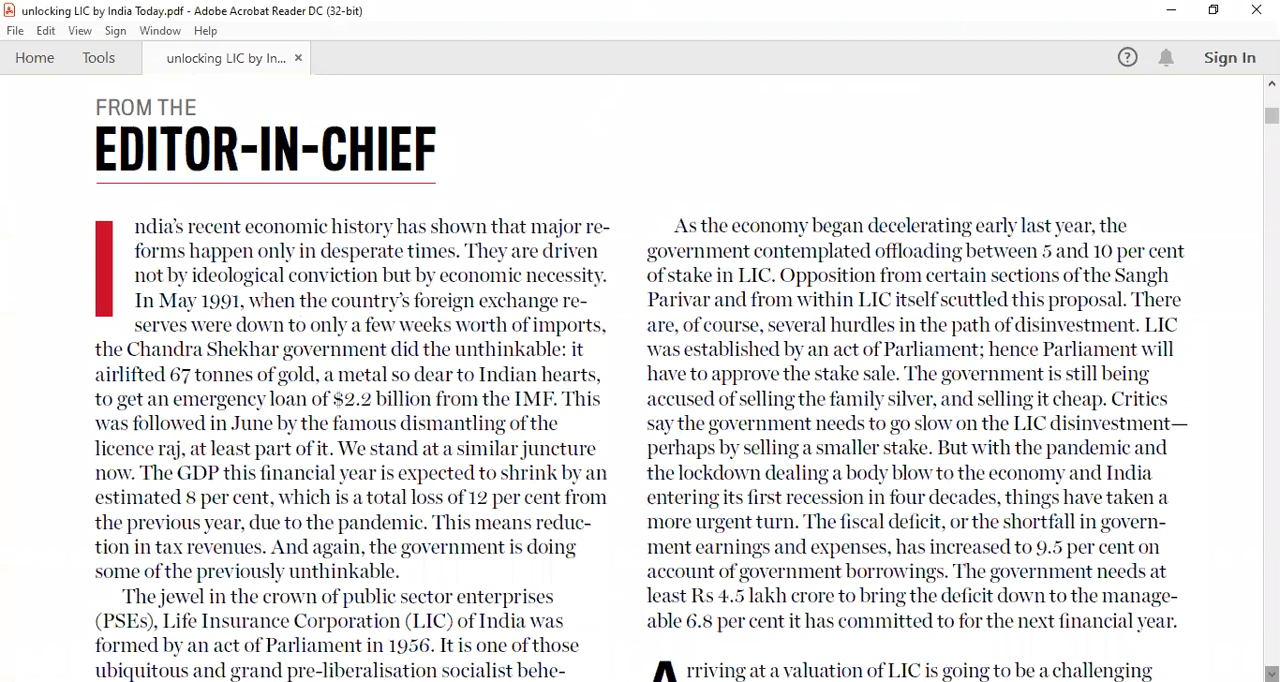 unlocking LIC by India Today.pdf - Adobe Acrobat Reader DC (32-bit)
File Edit View Sign Window Help
Home Tools unlocking LIC by In... × ? Sign In
FROM THE
EDITOR-IN-CHIEF
India's recent economic history has shown that major re-
forms happen only in desperate times. They are driven
not by ideological conviction but by economic necessity.
In May 1991, when the country's foreign exchange re-
serves were down to only a few weeks worth of imports,
the Chandra Shekhar government did the unthinkable: it
airlifted 67 tonnes of gold, a metal so dear to Indian hearts,
to get an emergency loan of $2.2 billion from the IMF. This
was followed in June by the famous dismantling of the
licence raj, at least part of it. We stand at a similar juncture
now. The GDP this financial year is expected to shrink by an
estimated 8 per cent, which is a total loss of 12 per cent from
the previous year, due to the pandemic. This means reduc-
tion in tax revenues. And again, the government is doing
some of the previously unthinkable.
The jewel in the crown of public sector enterprises
(PSEs), Life Insurance Corporation (LIC) of India was
formed by an act of Parliament in 1956. It is one of those
ubiquitous and grand pre-liberalisation socialist behe-
As the economy began decelerating early last year, the
government contemplated offloading between 5 and 10 per cent
of stake in LIC. Opposition from certain sections of the Sangh
Parivar and from within LIC itself scuttled this proposal. There
are, of course, several hurdles in the path of disinvestment. LIC
was established by an act of Parliament; hence Parliament will
have to approve the stake sale. The government is still being
accused of selling the family silver, and selling it cheap. Critics
say the government needs to go slow on the LIC disinvestment—
perhaps by selling a smaller stake. But with the pandemic and
the lockdown dealing a body blow to the economy and India
entering its first recession in four decades, things have taken a
more urgent turn. The fiscal deficit, or the shortfall in govern-
ment earnings and expenses, has increased to 9.5 per cent on
account of government borrowings. The government needs at
least Rs 4.5 lakh crore to bring the deficit down to the manage-
able 6.8 per cent it has committed to for the next financial year.
Arriving at a valuation of LIC is going to be a challenging